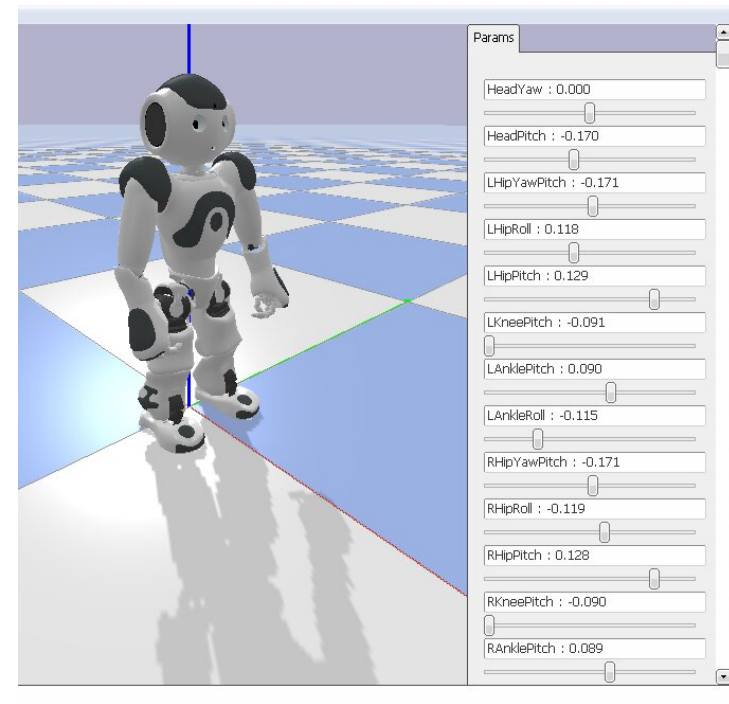 Params
HeadYaw : 0.000
HeadPitch : -0.170
LHipYawPitch : -0.171
LHipRoll : 0.118
LHipPitch : 0.129
LKneePitch : -0.091
LAnklePitch : 0.090
LAnkleRoll : -0.115
RHipYawPitch : -0.171
RHipRoll : -0.119
RHipPitch : 0.128
RKneePitch : -0.090
RAnklePitch : 0.089